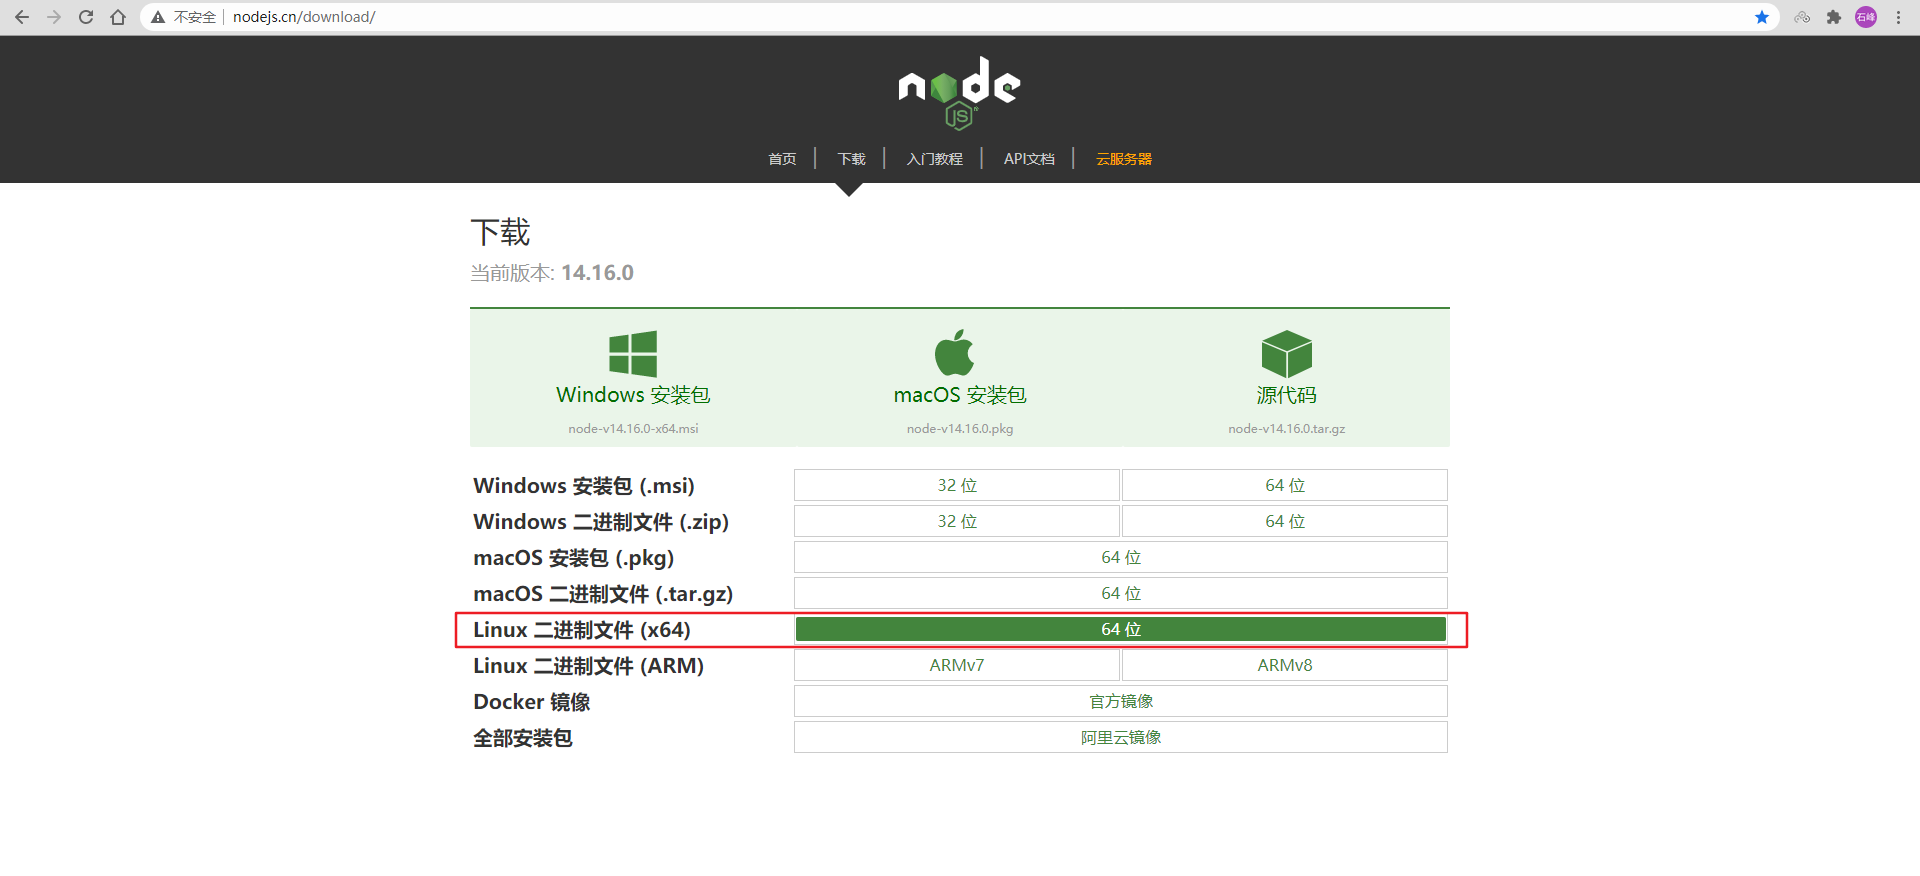 不安全 nodejs.cn/download/ 石峰
node
JS
首页 下载 入门教程 API文档 云服务器
下载
当前版本: 14.16.0
Windows 安装包 macOS 安装包 源代码
node-v14.16.0-x64.msi node-v14.16.0.pkg node-v14.16.0.tar.gz
Windows 安装包 (.msi) 32 位 64 位
Windows 二进制文件 (.zip) 32 位 64 位
macOS 安装包 (.pkg) 64 位
macOS 二进制文件 (.tar.gz) 64 位
Linux 二进制文件 (x64) 64 位
Linux 二进制文件 (ARM) ARMv7 ARMv8
Docker 镜像 官方镜像
全部安装包 阿里云镜像